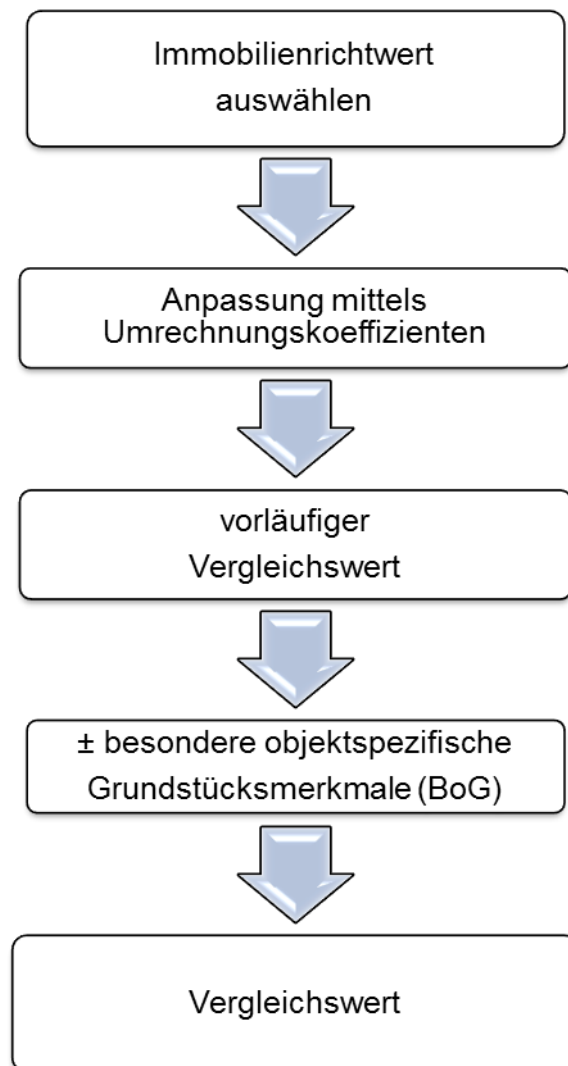 Immobilienrichtwert
auswählen
Anpassung mittels
Umrechnungskoeffizienten
vorläufiger
Vergleichswert
± besondere objektspezifische
Grundstücksmerkmale (BoG)
Vergleichswert